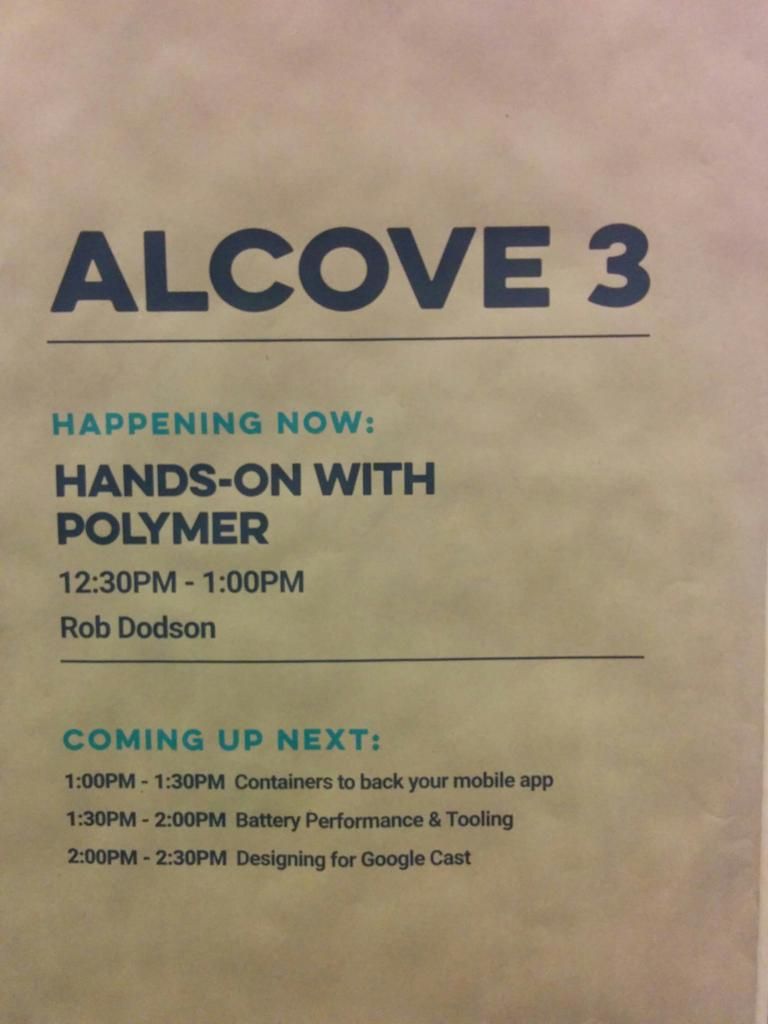 ALCOVE 3
HAPPENING NOW:
HANDS-ON WITH
POLYMER
12:30PM - 1:00PM
Rob Dodson
COMING UP NEXT:
1:00PM - 1:30PM Containers to back your mobile app
1:30PM - 2:00PM Battery Performance & Tooling
2:00PM - 2:30PM Designing for Google Cast